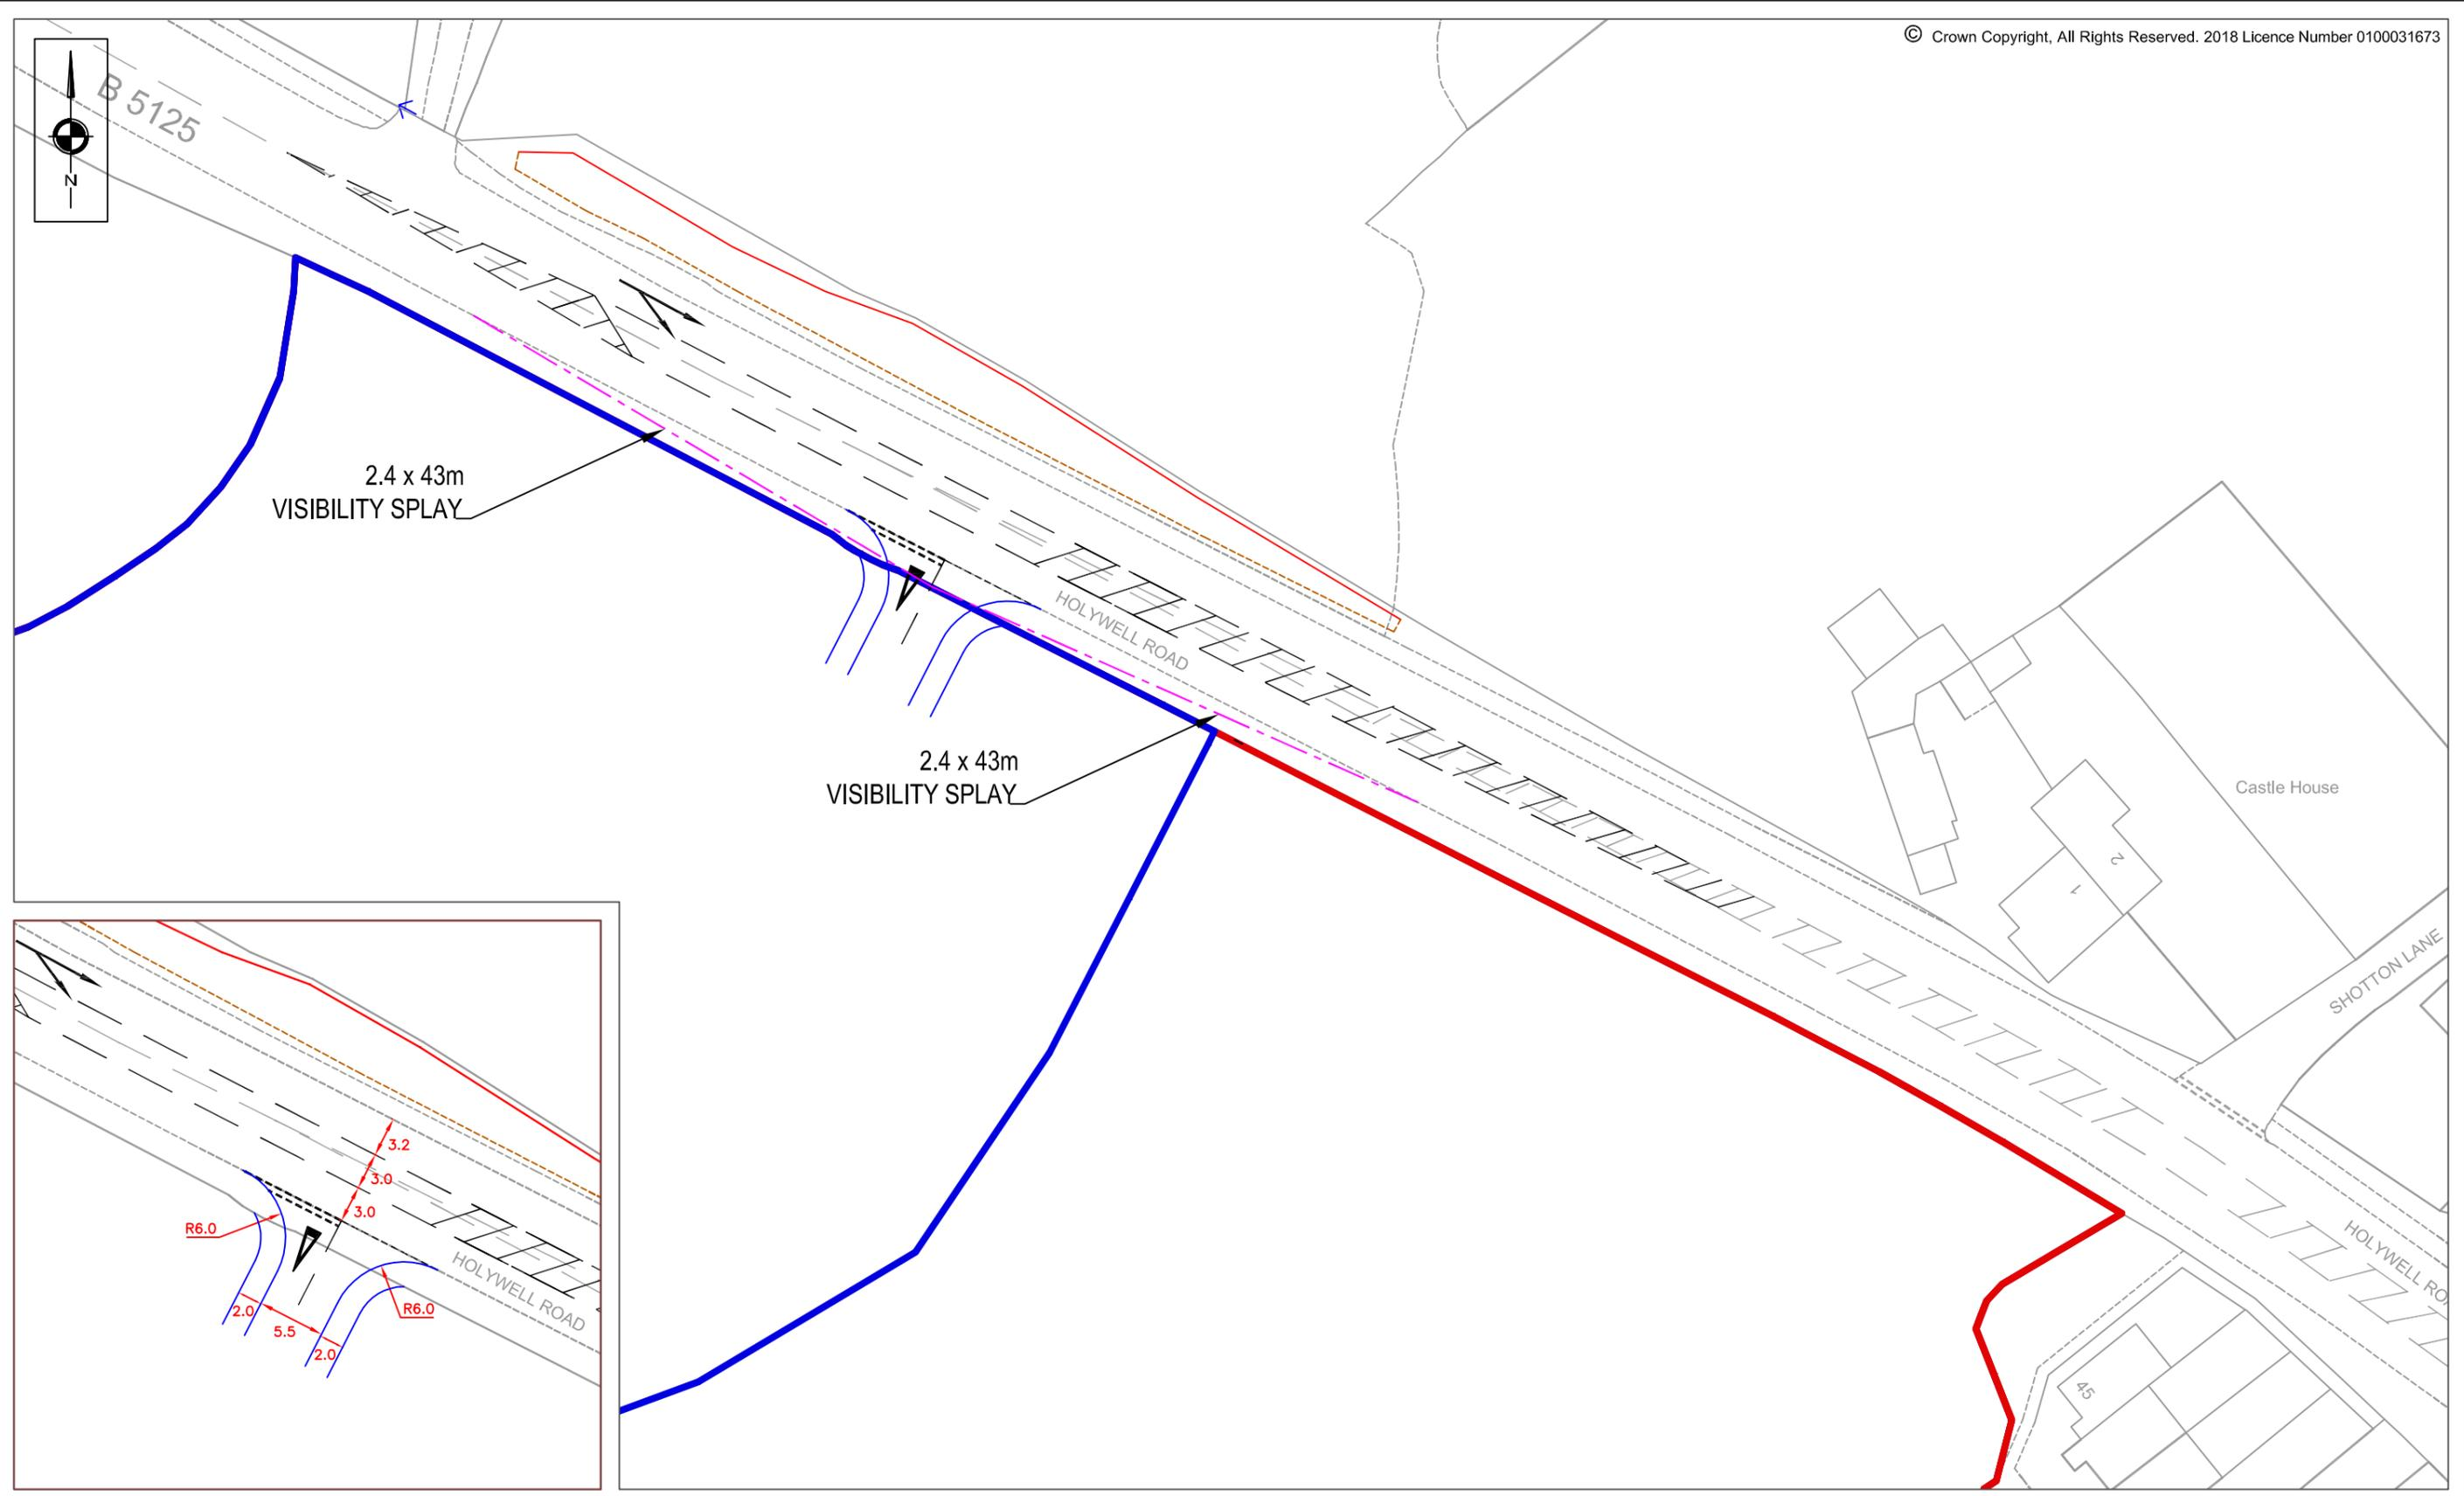 © Crown Copyright, All Rights Reserved. 2018 Licence Number 0100031673
B 5125
N
2.4 x 43m
VISIBILITY SPLAY
HOLYWELL ROAD
2.4 x 43m
VISIBILITY SPLAY
Castle House
2
1
SHOTTON LANE
HOLYWELL RO
45
3.2
3.0
3.0
R6.0
HOLYWELL ROAD
R6.0
2.0
5.5
2.0